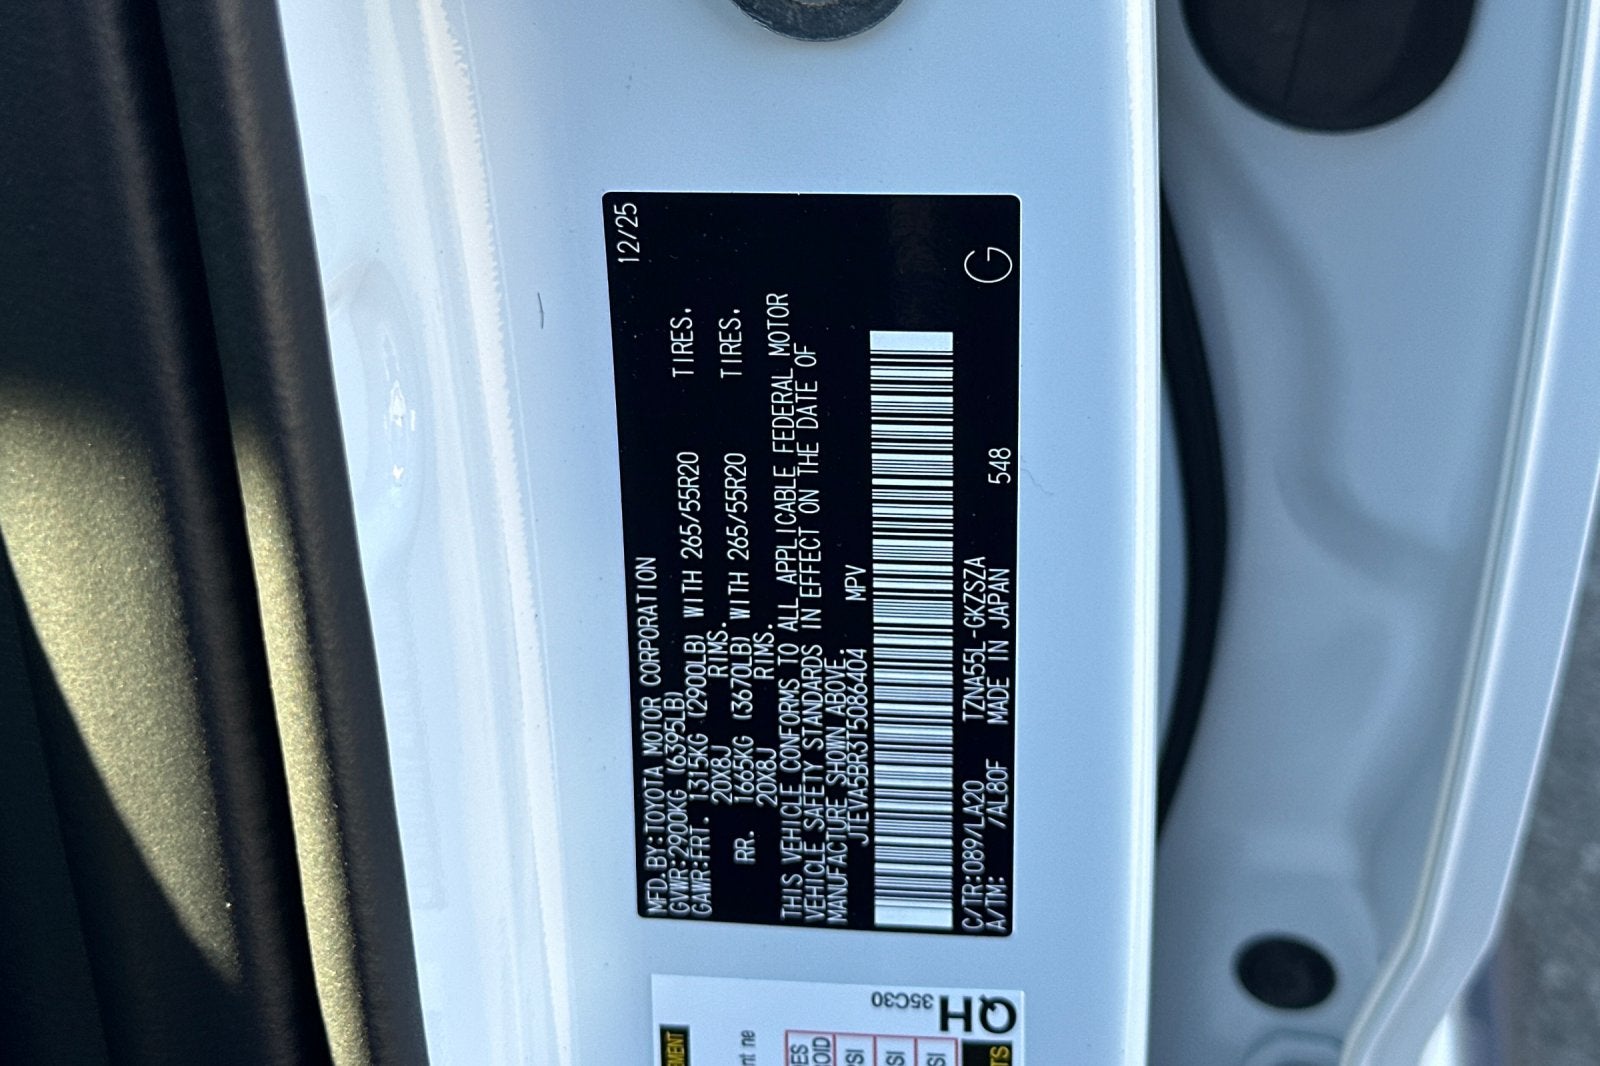 12/25
MFD.BY:TOYOTA MOTOR CORPORATION
GVWR:2900KG (6395LB)
GAWR:FRT. 1315KG (2900LB) WITH 265/55R20 TIRES,
20X8J RIMS.
RR. 1665KG (3670LB) WITH 265/55R20 TIRES,
20X8J RIMS.
THIS VEHICLE CONFORMS TO ALL APPLICABLE FEDERAL MOTOR
VEHICLE SAFETY STANDARDS IN EFFECT ON THE DATE OF
MANUFACTURE SHOWN ABOVE.
JTEVA5BR3T5086404 MPV
C/TR:089/LA20 TZNA55L-GKZSZA
A/TM: /AL80F MADE IN JAPAN 548 G
QH
35C30